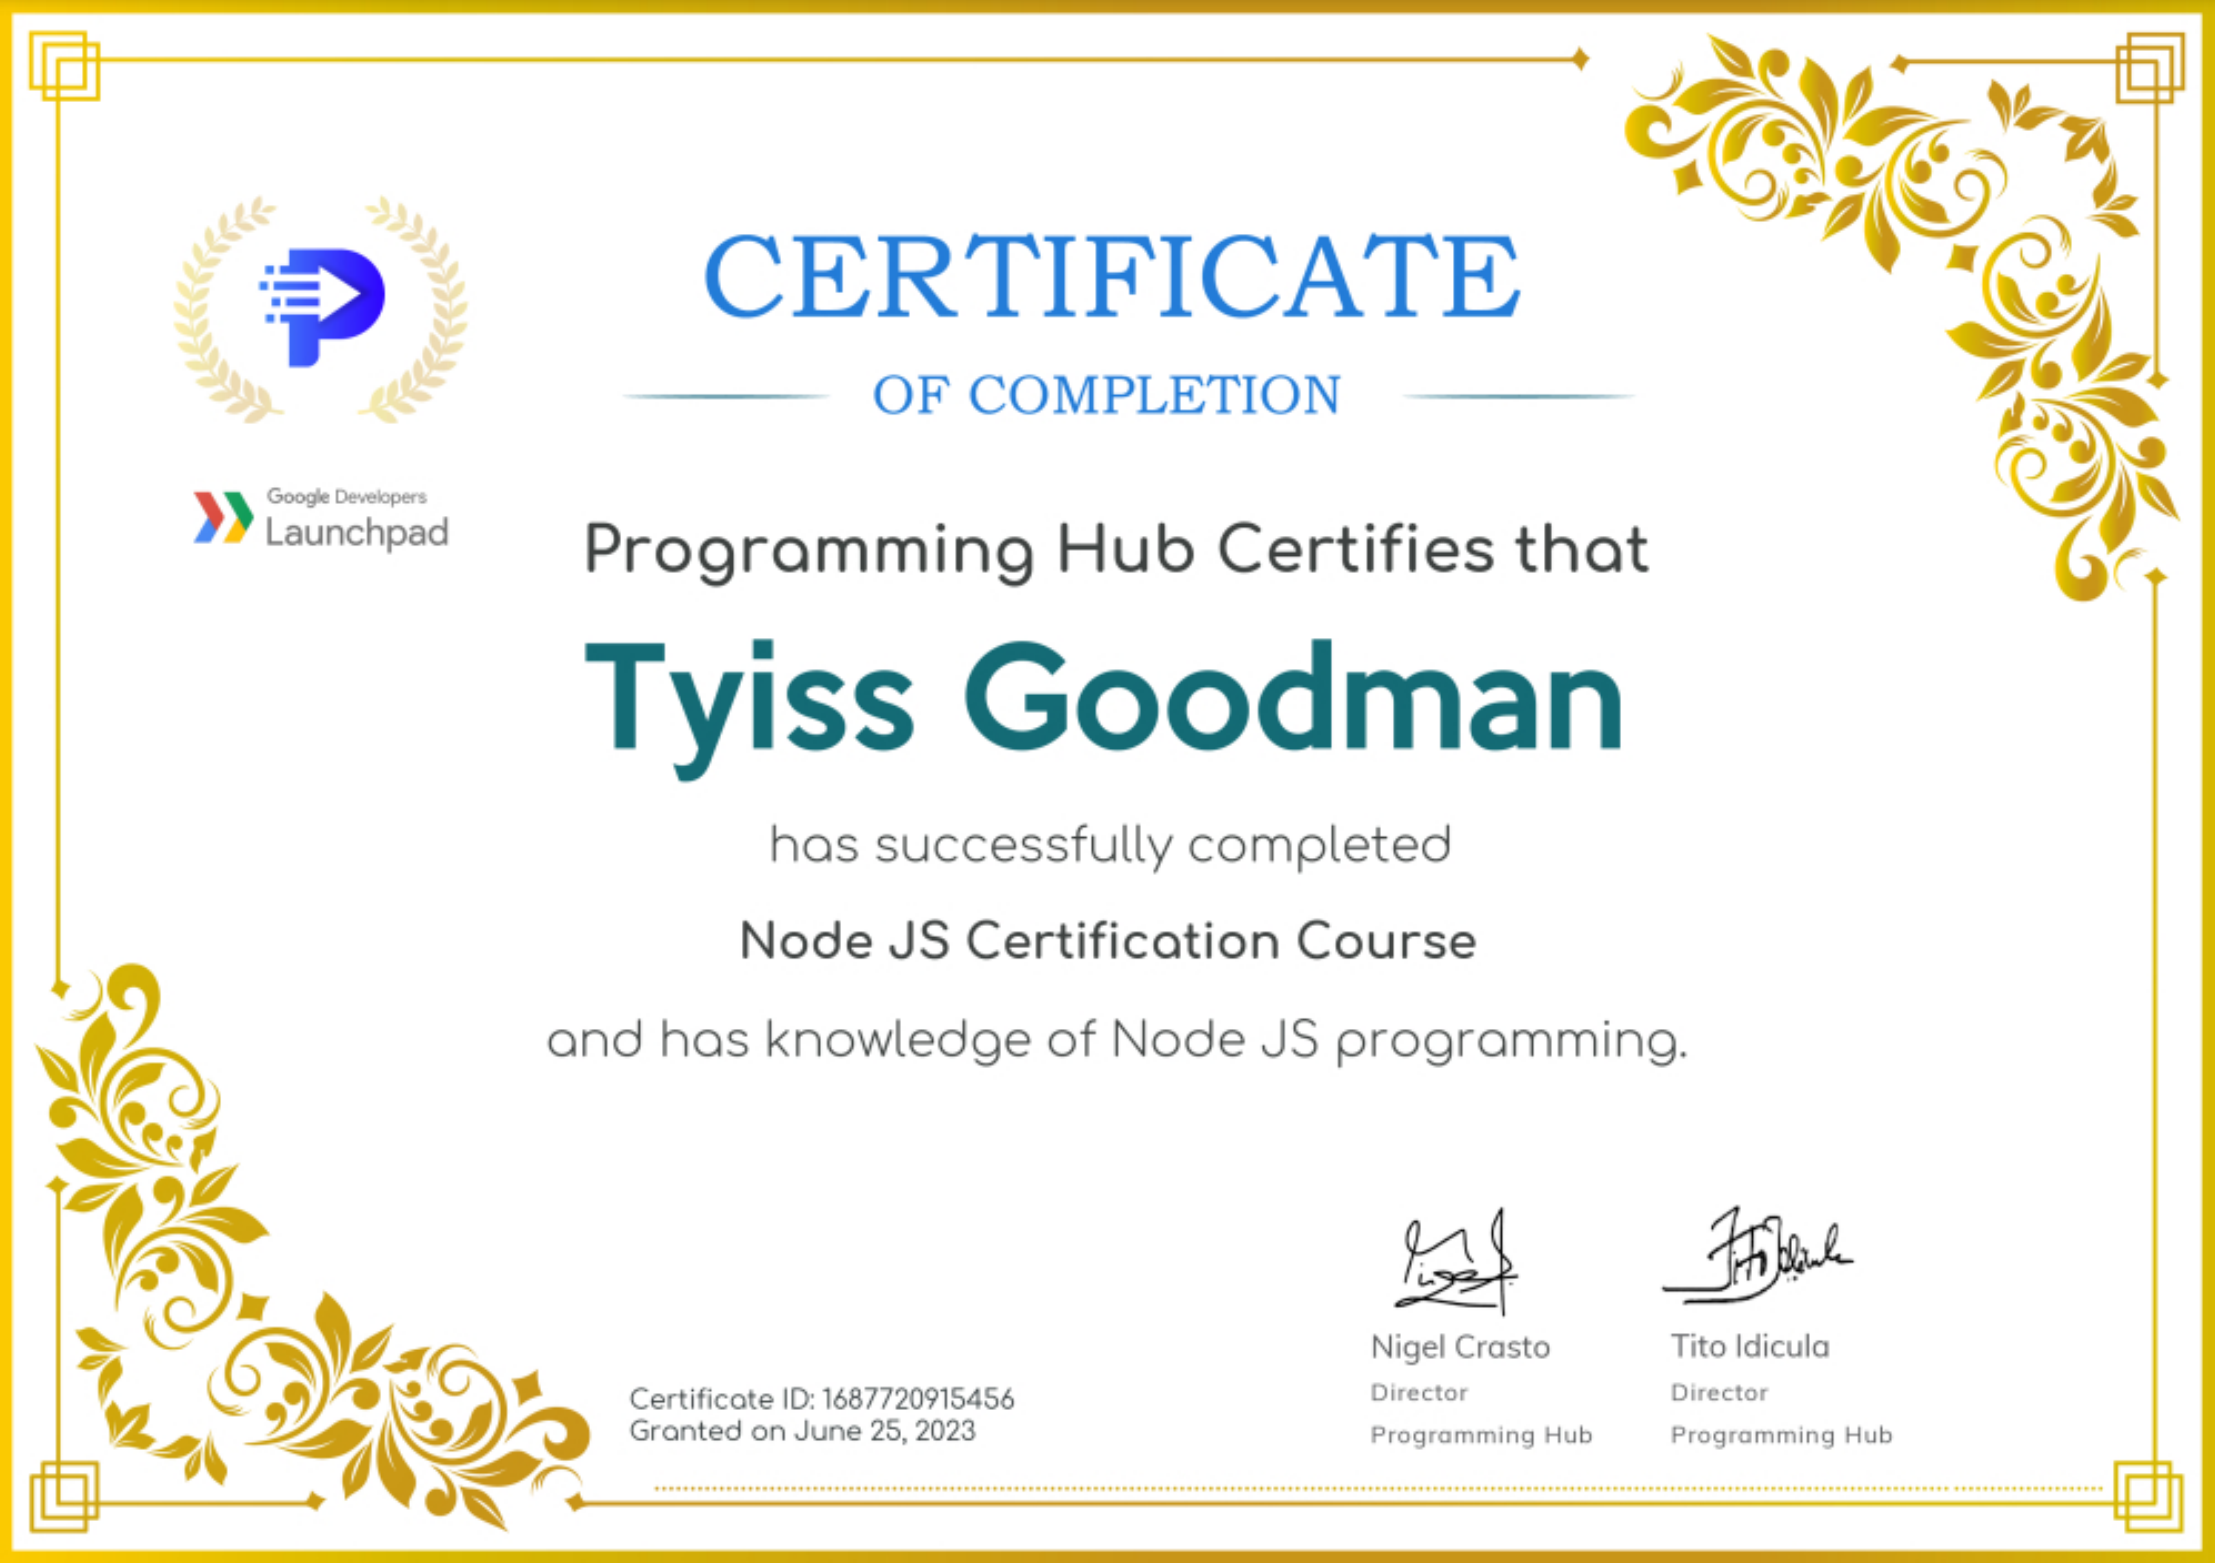 CERTIFICATE
OF COMPLETION
Google Developers
Launchpad
Programming Hub Certifies that
Tyiss Goodman
has successfully completed
Node JS Certification Course
and has knowledge of Node JS programming.
Nigel Crasto
Director
Programming Hub
Tito Idicula
Director
Programming Hub
Certificate ID: 1687720915456
Granted on June 25, 2023